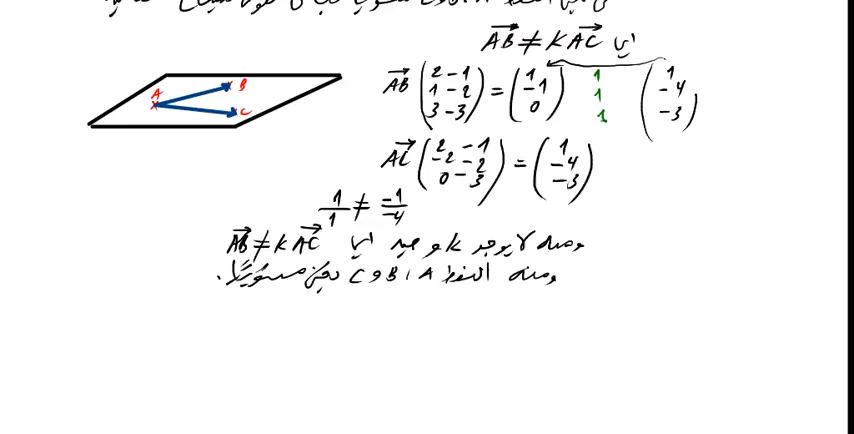 أي AB ≠ K AC
A B C
AB (2 - 1, 1 - 2, 3 - 3) = (1, -1, 0) 1 1 1 (1, -4, -3)
AC (2 - 1, -2 - 2, 0 - 3) = (1, -4, -3)
1/1 ≠ -1/-4
ومنه لا يوجد K وحيد أي AB ≠ K AC
ومنه النقط A ، B و C تعين مستويًا.